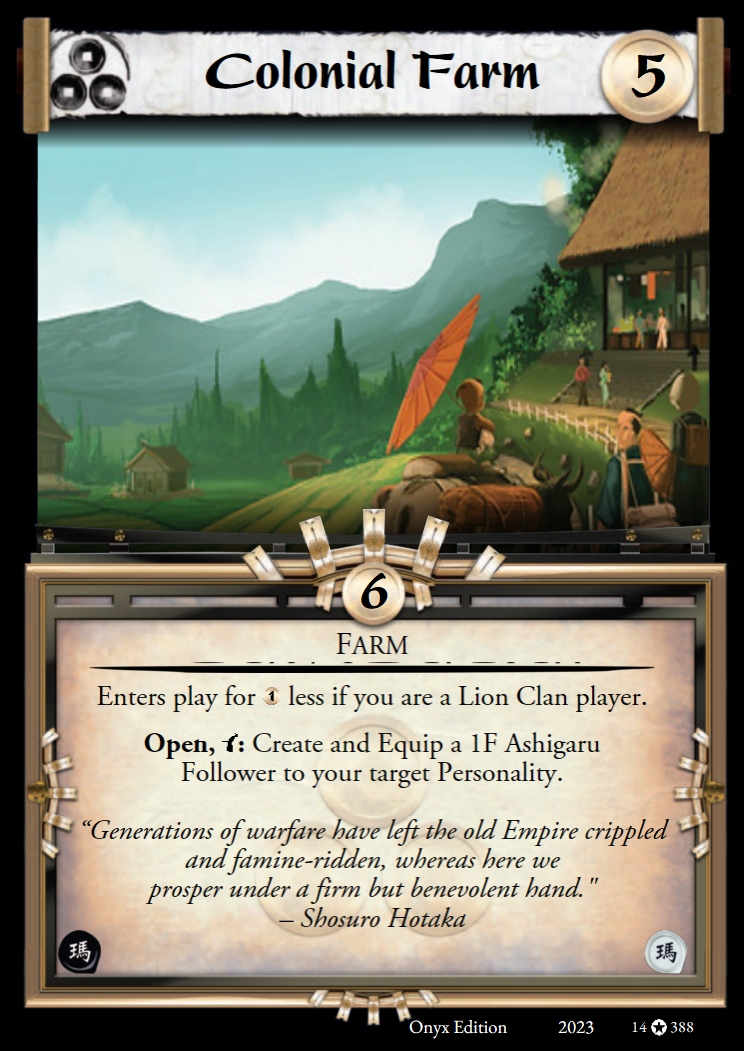 Colonial Farm
5
6
FARM
Enters play for 1 less if you are a Lion Clan player.
Open, : Create and Equip a 1F Ashigaru
Follower to your target Personality.
“Generations of warfare have left the old Empire crippled
and famine-ridden, whereas here we
prosper under a firm but benevolent hand."
– Shosuro Hotaka
瑪
瑪
Onyx Edition 2023 14 ✪ 388